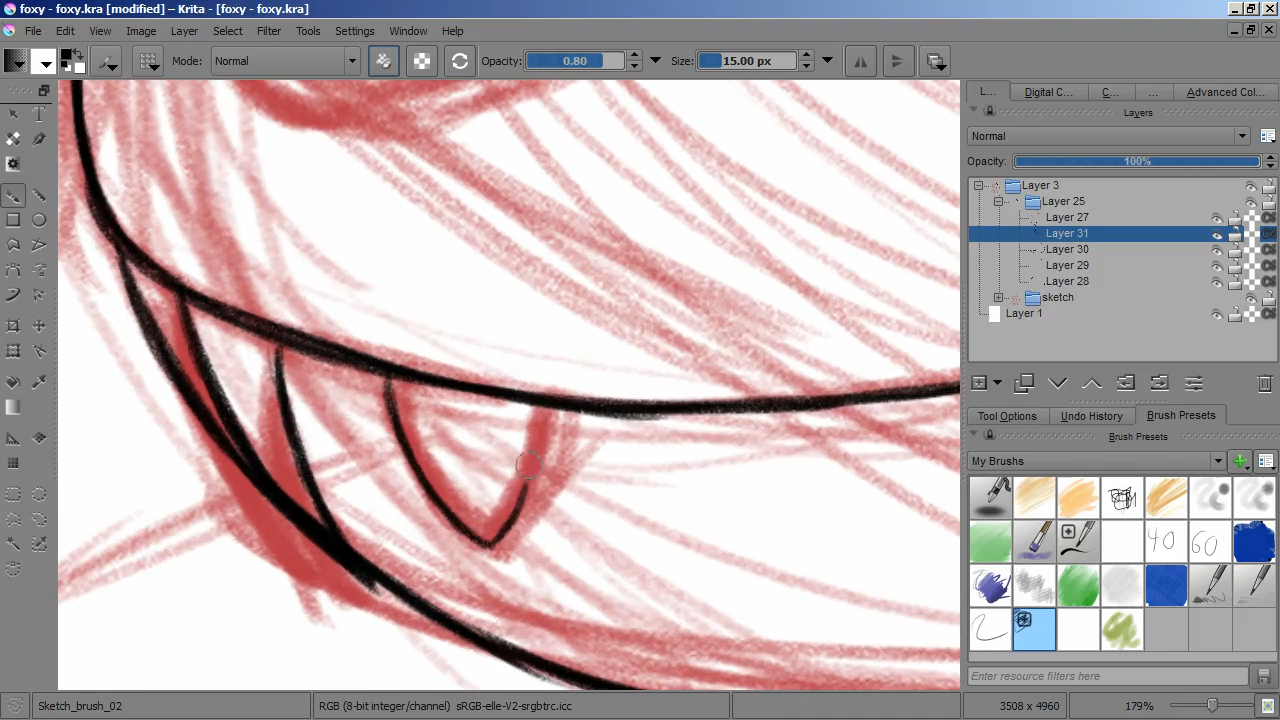 foxy - foxy.kra [modified] – Krita - [foxy - foxy.kra]
File Edit View Image Layer Select Filter Tools Settings Window Help
Mode: Normal Opacity: 0.80 Size: 15.00 px
L... Digital C... C... ... Advanced Col...
Layers
Normal
Opacity: 100%
Layer 3
Layer 25
Layer 27
Layer 31
Layer 30
Layer 29
Layer 28
sketch
Layer 1
Tool Options Undo History Brush Presets
Brush Presets
My Brushes
40 60
Enter resource filters here
Sketch_brush_02 RGB (8-bit integer/channel) sRGB-elle-V2-srgbtrc.icc 3508 x 4960 179%